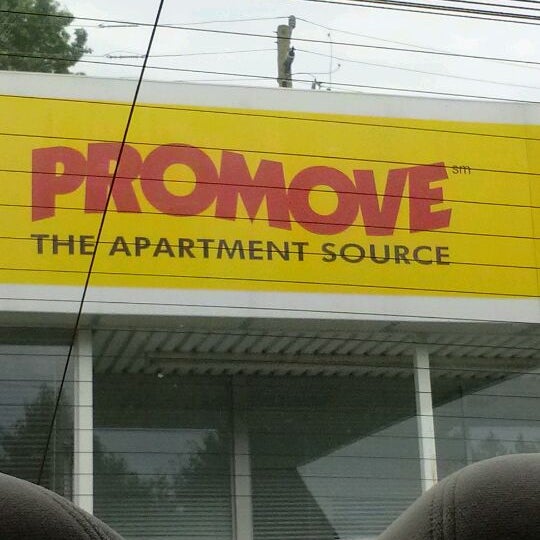 PROMOVE sm
THE APARTMENT SOURCE